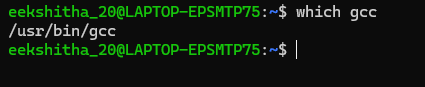 eekshitha_20@LAPTOP-EPSMTP75:~$ which gcc
/usr/bin/gcc
eekshitha_20@LAPTOP-EPSMTP75:~$